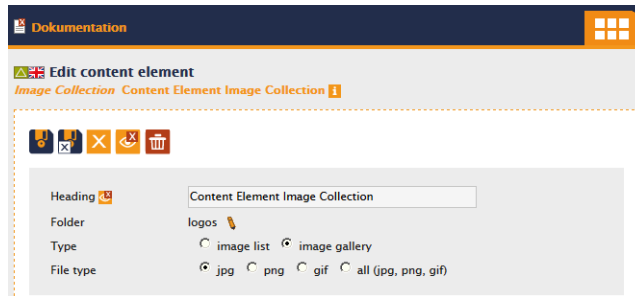 Dokumentation
Edit content element
Image Collection Content Element Image Collection i
Heading Content Element Image Collection
Folder logos
Type image list image gallery
File type jpg png gif all (jpg, png, gif)